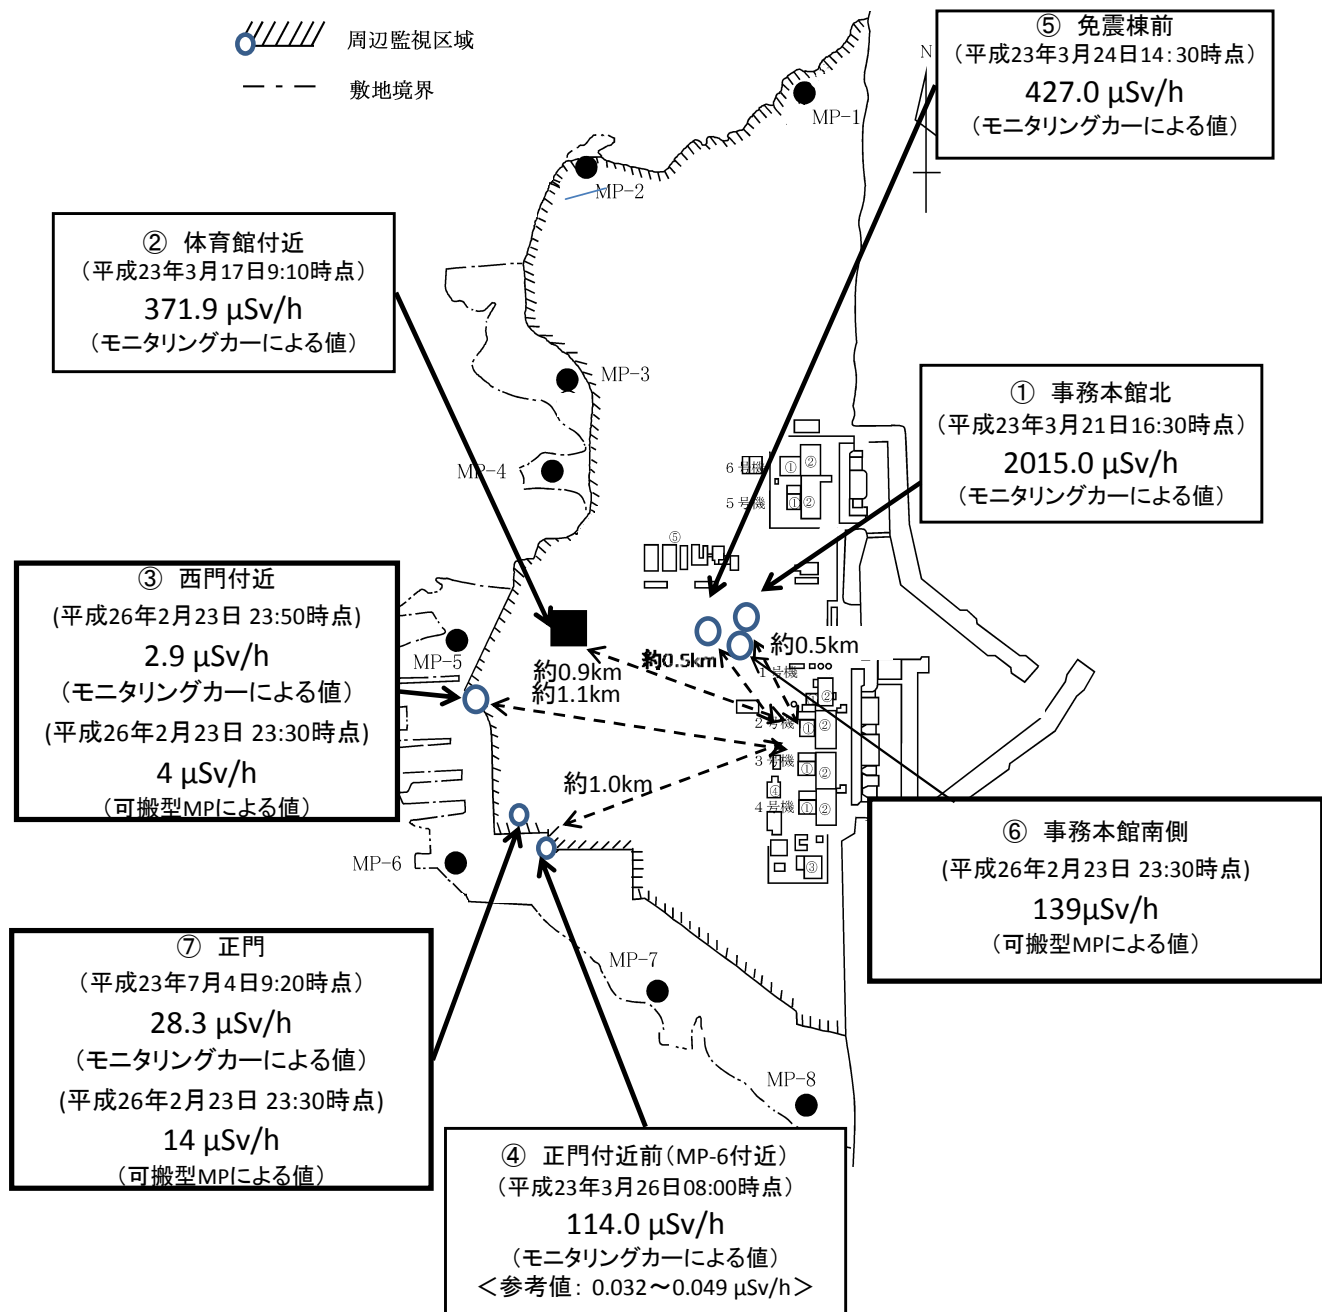 周辺監視区域
敷地境界
N
⑤ 免震棟前
（平成23年3月24日14:30時点）
427.0 μSv/h
（モニタリングカーによる値）
MP-1
MP-2
② 体育館付近
（平成23年3月17日9:10時点）
371.9 μSv/h
（モニタリングカーによる値）
MP-3
① 事務本館北
（平成23年3月21日16:30時点）
2015.0 μSv/h
（モニタリングカーによる値）
MP-4
6号機
①
②
5号機
①
②
⑤
③ 西門付近
(平成26年2月23日 23:50時点)
2.9 μSv/h
（モニタリングカーによる値）
(平成26年2月23日 23:30時点)
4 μSv/h
（可搬型MPによる値）
MP-5
約0.9km
約1.1km
約0.5km
約0.5km
1号機
②
2号機
①
②
3号機
①
②
④
4号機
①
②
③
約1.0km
MP-6
⑥ 事務本館南側
(平成26年2月23日 23:30時点)
139μSv/h
（可搬型MPによる値）
⑦ 正門
（平成23年7月4日9:20時点）
28.3 μSv/h
（モニタリングカーによる値）
(平成26年2月23日 23:30時点)
14 μSv/h
（可搬型MPによる値）
MP-7
MP-8
④ 正門付近前（MP-6付近）
（平成23年3月26日08:00時点）
114.0 μSv/h
（モニタリングカーによる値）
＜参考値: 0.032～0.049 μSv/h＞